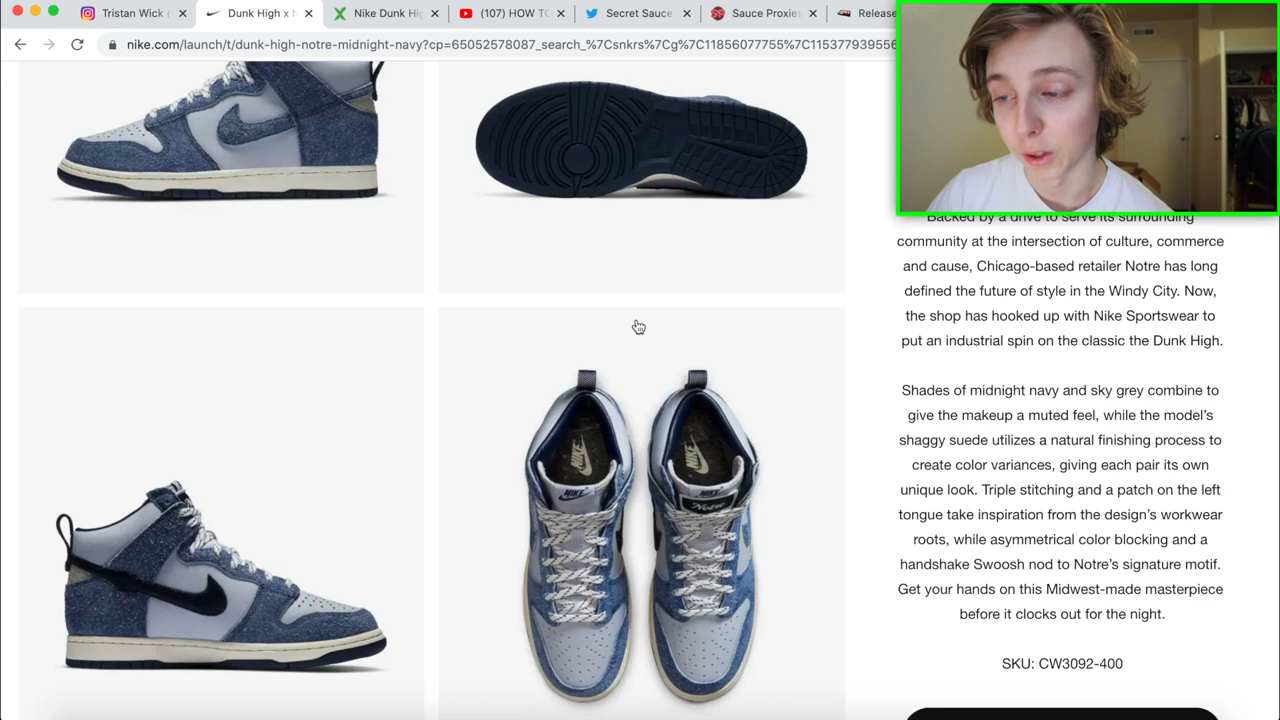 Tristan Wick (
Dunk High x N
Nike Dunk Hi
(107) HOW TO
Secret Sauce
Sauce Proxies
Release
nike.com/launch/t/dunk-high-notre-midnight-navy?cp=65052578087_search_%7Csnkrs%7Cg%7C11856077755%7C11537793955
Backed by a drive to serve its surrounding
community at the intersection of culture, commerce
and cause, Chicago-based retailer Notre has long
defined the future of style in the Windy City. Now,
the shop has hooked up with Nike Sportswear to
put an industrial spin on the classic the Dunk High.
Shades of midnight navy and sky grey combine to
give the makeup a muted feel, while the model's
shaggy suede utilizes a natural finishing process to
create color variances, giving each pair its own
unique look. Triple stitching and a patch on the left
tongue take inspiration from the design's workwear
roots, while asymmetrical color blocking and a
handshake Swoosh nod to Notre's signature motif.
Get your hands on this Midwest-made masterpiece
before it clocks out for the night.
SKU: CW3092-400
NIKE
NIKE
NIKE
Notre